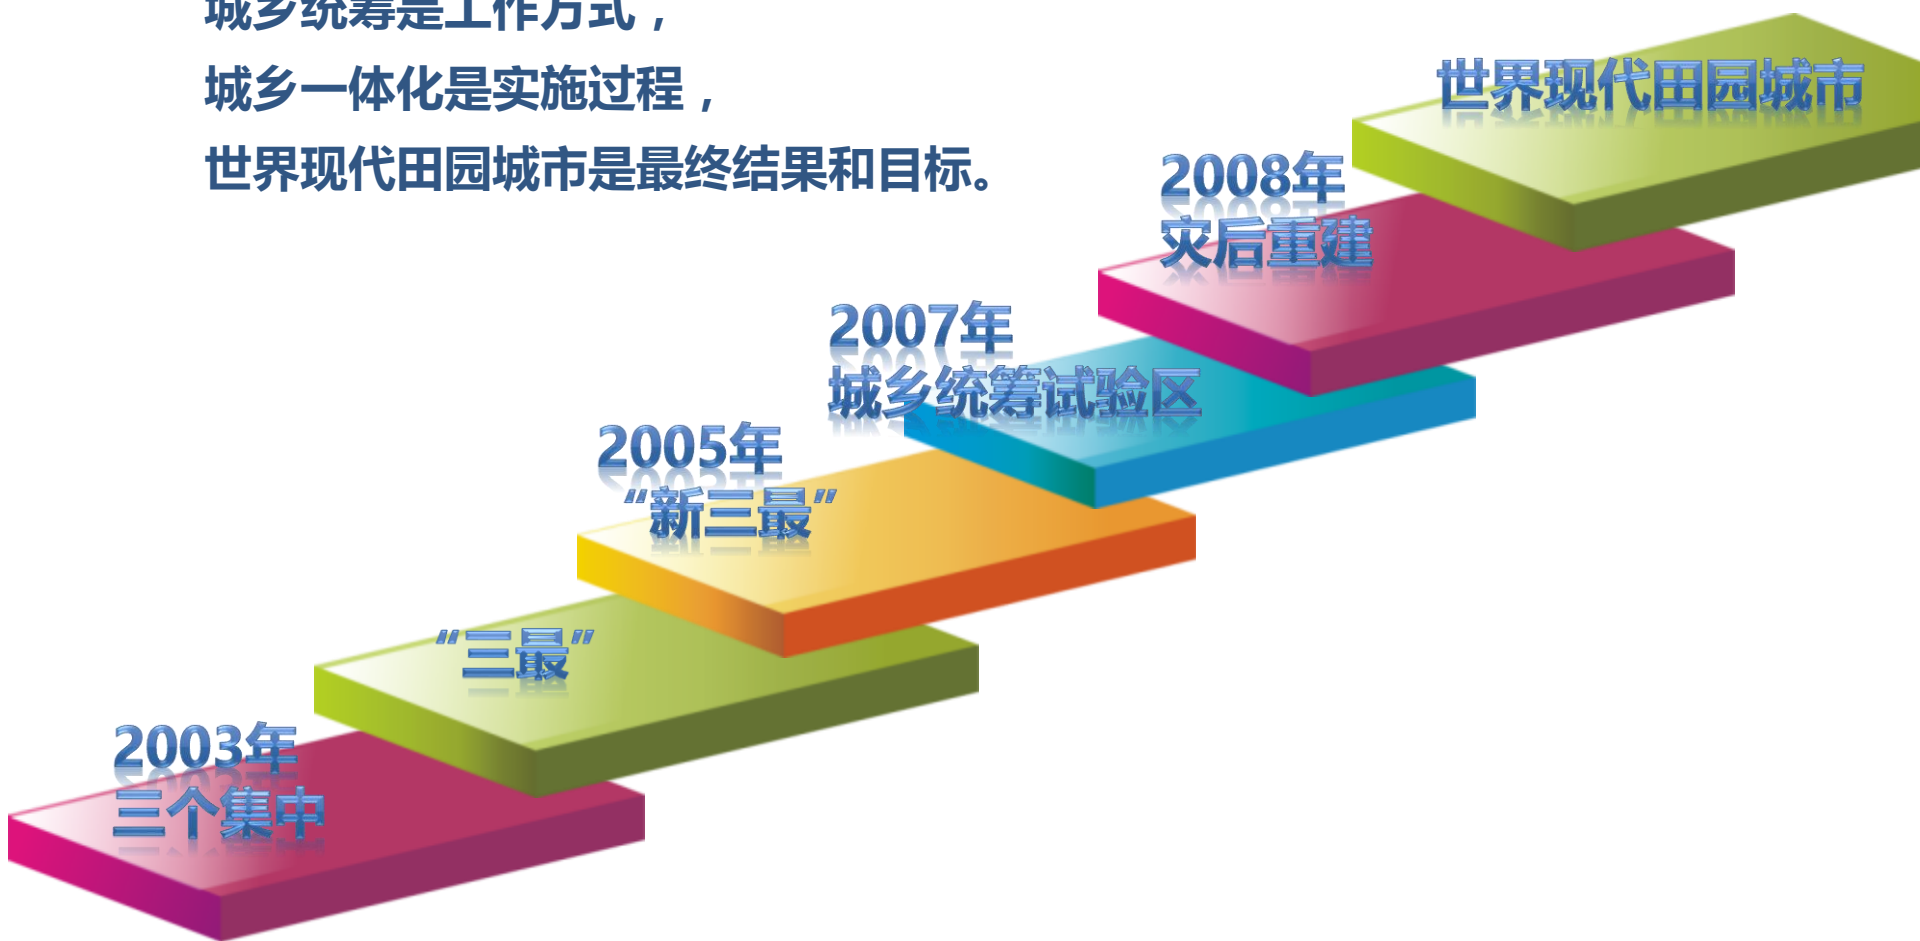 城乡统筹是工作方式，
城乡一体化是实施过程，
世界现代田园城市是最终结果和目标。
世界现代田园城市
2008年
灾后重建
2007年
城乡统筹试验区
2005年
“新三最”
“三最”
2003年
三个集中